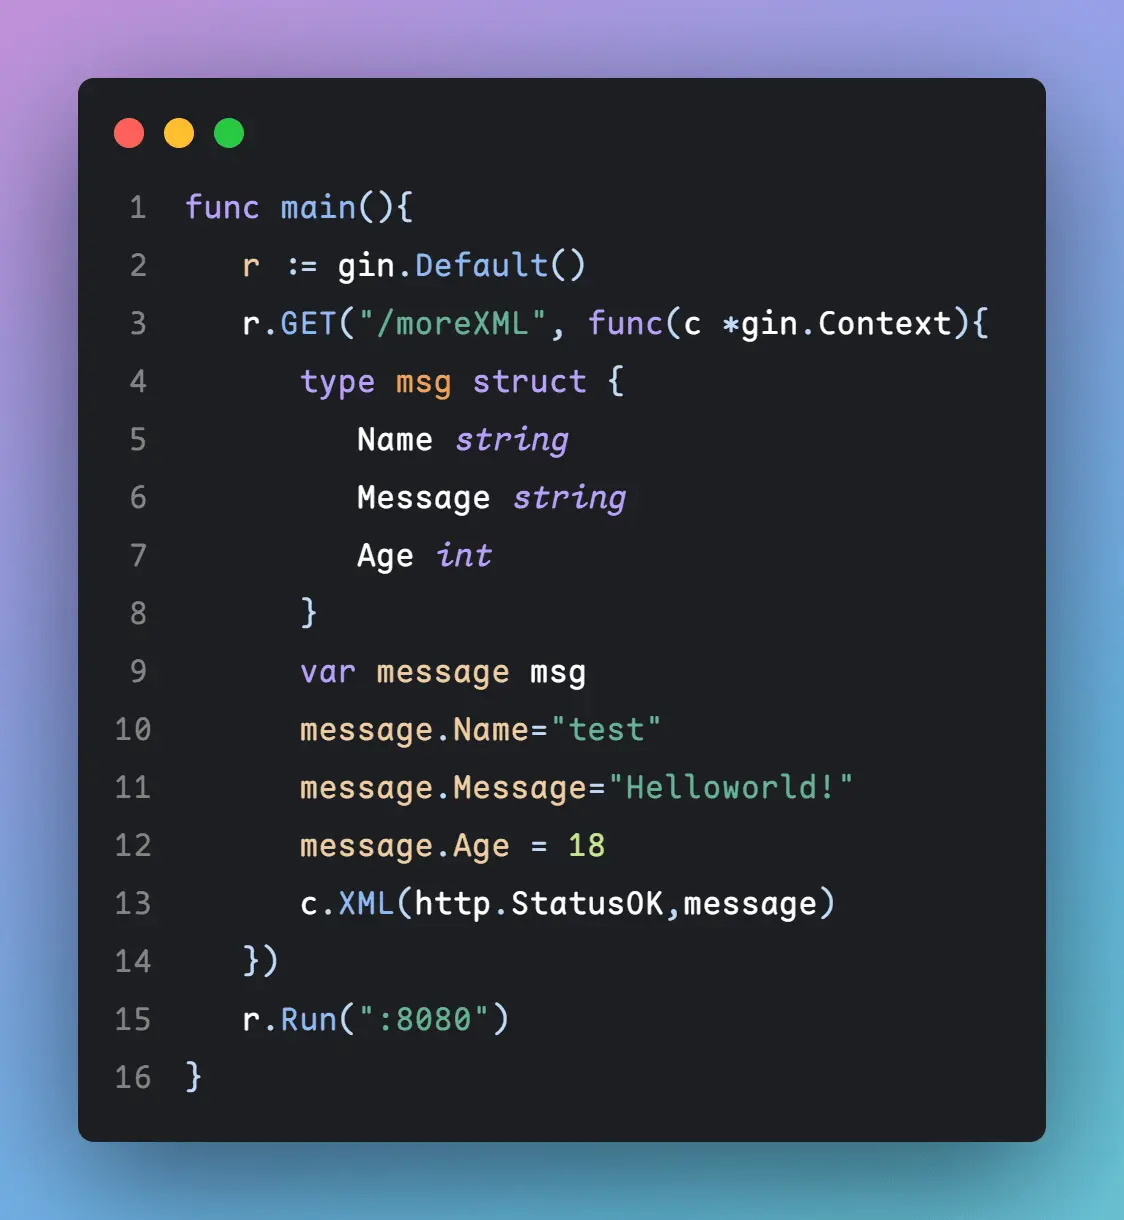 1 func main(){
2 r := gin.Default()
3 r.GET("/moreXML", func(c *gin.Context){
4 type msg struct {
5 Name string
6 Message string
7 Age int
8 }
9 var message msg
10 message.Name="test"
11 message.Message="Helloworld!"
12 message.Age = 18
13 c.XML(http.StatusOK,message)
14 })
15 r.Run(":8080")
16 }